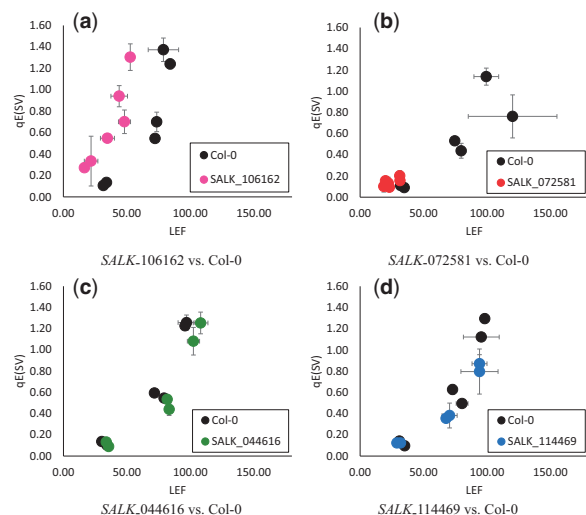 (a)
1.60
1.40
1.20
1.00
0.80
0.60
0.40
0.20
0.00
qE(SV)
Col-0
SALK_106162
0.00 50.00 100.00 150.00
LEF
SALK-106162 vs. Col-0
(b)
1.60
1.40
1.20
1.00
0.80
0.60
0.40
0.20
0.00
qE(SV)
Col-0
SALK_072581
0.00 50.00 100.00 150.00
LEF
SALK-072581 vs. Col-0
(c)
1.60
1.40
1.20
1.00
0.80
0.60
0.40
0.20
0.00
qE(SV)
Col-0
SALK_044616
0.00 50.00 100.00 150.00
LEF
SALK_044616 vs. Col-0
(d)
1.60
1.40
1.20
1.00
0.80
0.60
0.40
0.20
0.00
qE(SV)
Col-0
SALK_114469
0.00 50.00 100.00 150.00
LEF
SALK_114469 vs. Col-0